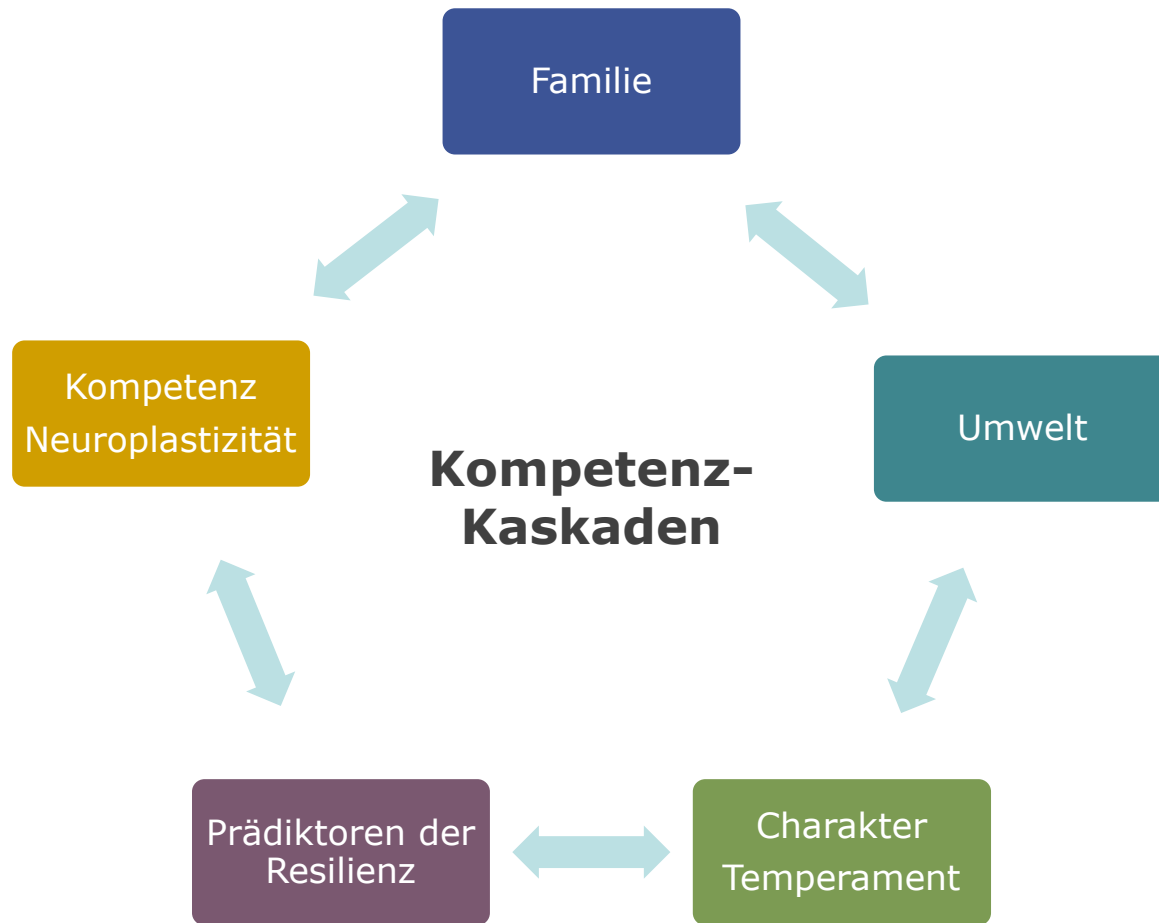 Familie
Kompetenz
Neuroplastizität
Umwelt
Kompetenz-
Kaskaden
Prädiktoren der
Resilienz
Charakter
Temperament